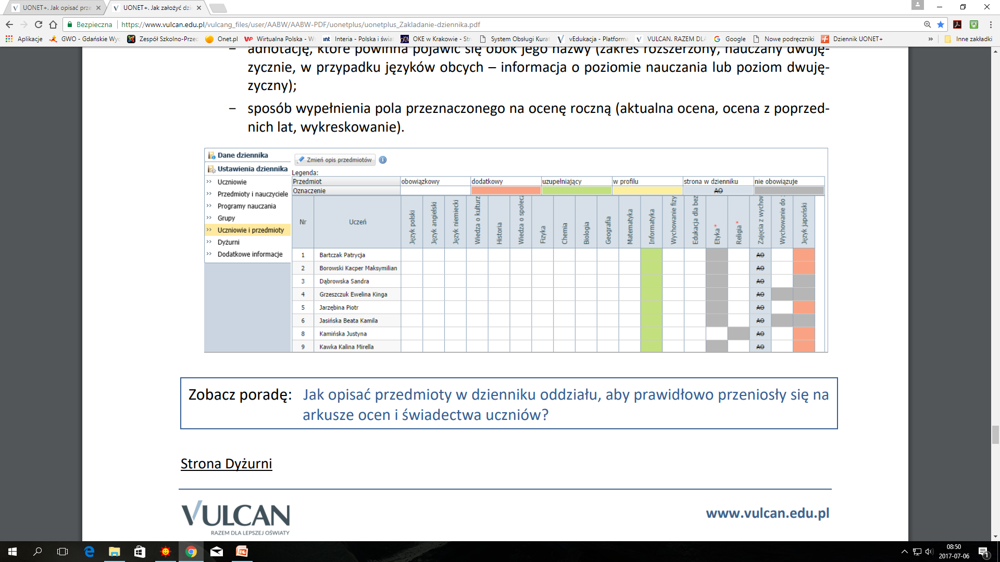 UONET+. Jak opisać prze
UONET+. Jak założyć dzi
Bezpieczna
https://www.vulcan.edu.pl/vulcang_files/user/AABW/AABW-PDF/uonetplus/uonetplus_Zakladanie-dziennika.pdf
Aplikacje GWO - Gdańskie Wyc Zespół Szkolno-Przec Onet.pl Wirtualna Polska - W Interia - Polska i świat OKE w Krakowie - Str System Obsługi Kurat vEdukacja - Platforma VULCAN. RAZEM DLA Google Nowe podręczniki Dziennik UONET+ » Inne zakładki
– adnotację, które powinna pojawić się obok jego nazwy (zakres rozszerzony, nauczany dwuję-
zycznie, w przypadku języków obcych – informacja o poziomie nauczania lub poziom dwuję-
zyczny);
– sposób wypełnienia pola przeznaczonego na ocenę roczną (aktualna ocena, ocena z poprzed-
nich lat, wykreskowanie).
Dane dziennika
Ustawienia dziennika
Uczniowie
Przedmioty i nauczyciele
Programy nauczania
Grupy
Uczniowie i przedmioty
Dyżurni
Dodatkowe informacje
Zmień opis przedmiotów
Legenda:
Przedmiot obowiązkowy dodatkowy uzupełniający w profilu strona w dzienniku nie obowiązuje
Oznaczenie AO
Nr Uczeń Język polski Język angielski Język niemiecki Wiedza o kulturz Historia Wiedza o społecz Fizyka Chemia Biologia Geografia Matematyka Informatyka Wychowanie fizy Edukacja dla bez Etyka * Religia * Zajęcia z wychow Wychowanie do Język japoński
1 Bartczak Patrycja AO
2 Borowski Kacper Maksymilian AO
3 Dąbrowska Sandra AO
4 Grzeszczuk Ewelina Kinga AO
5 Jarzębina Piotr AO
6 Jasińska Beata Kamila AO
8 Kamińska Justyna AO
9 Kawka Kalina Mirella AO
Zobacz poradę: Jak opisać przedmioty w dzienniku oddziału, aby prawidłowo przeniosły się na
arkusze ocen i świadectwa uczniów?
Strona Dyżurni
VULCAN
RAZEM DLA LEPSZEJ OŚWIATY
www.vulcan.edu.pl
08:50
2017-07-06
1